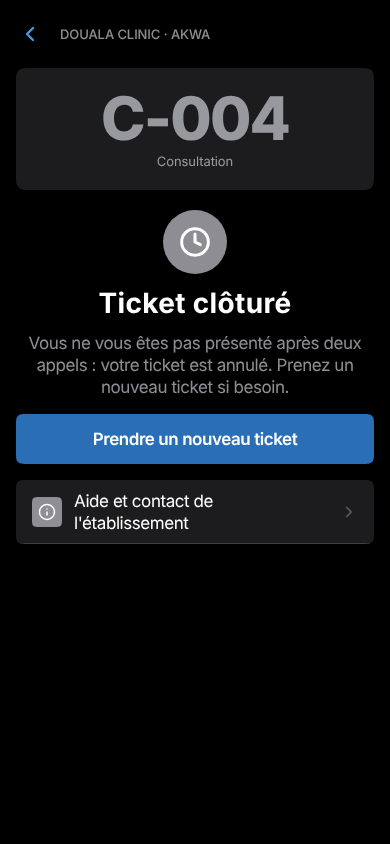 DOUALA CLINIC · AKWA
C-004
Consultation
Ticket clôturé
Vous ne vous êtes pas présenté après deux
appels : votre ticket est annulé. Prenez un
nouveau ticket si besoin.
Prendre un nouveau ticket
Aide et contact de
l'établissement